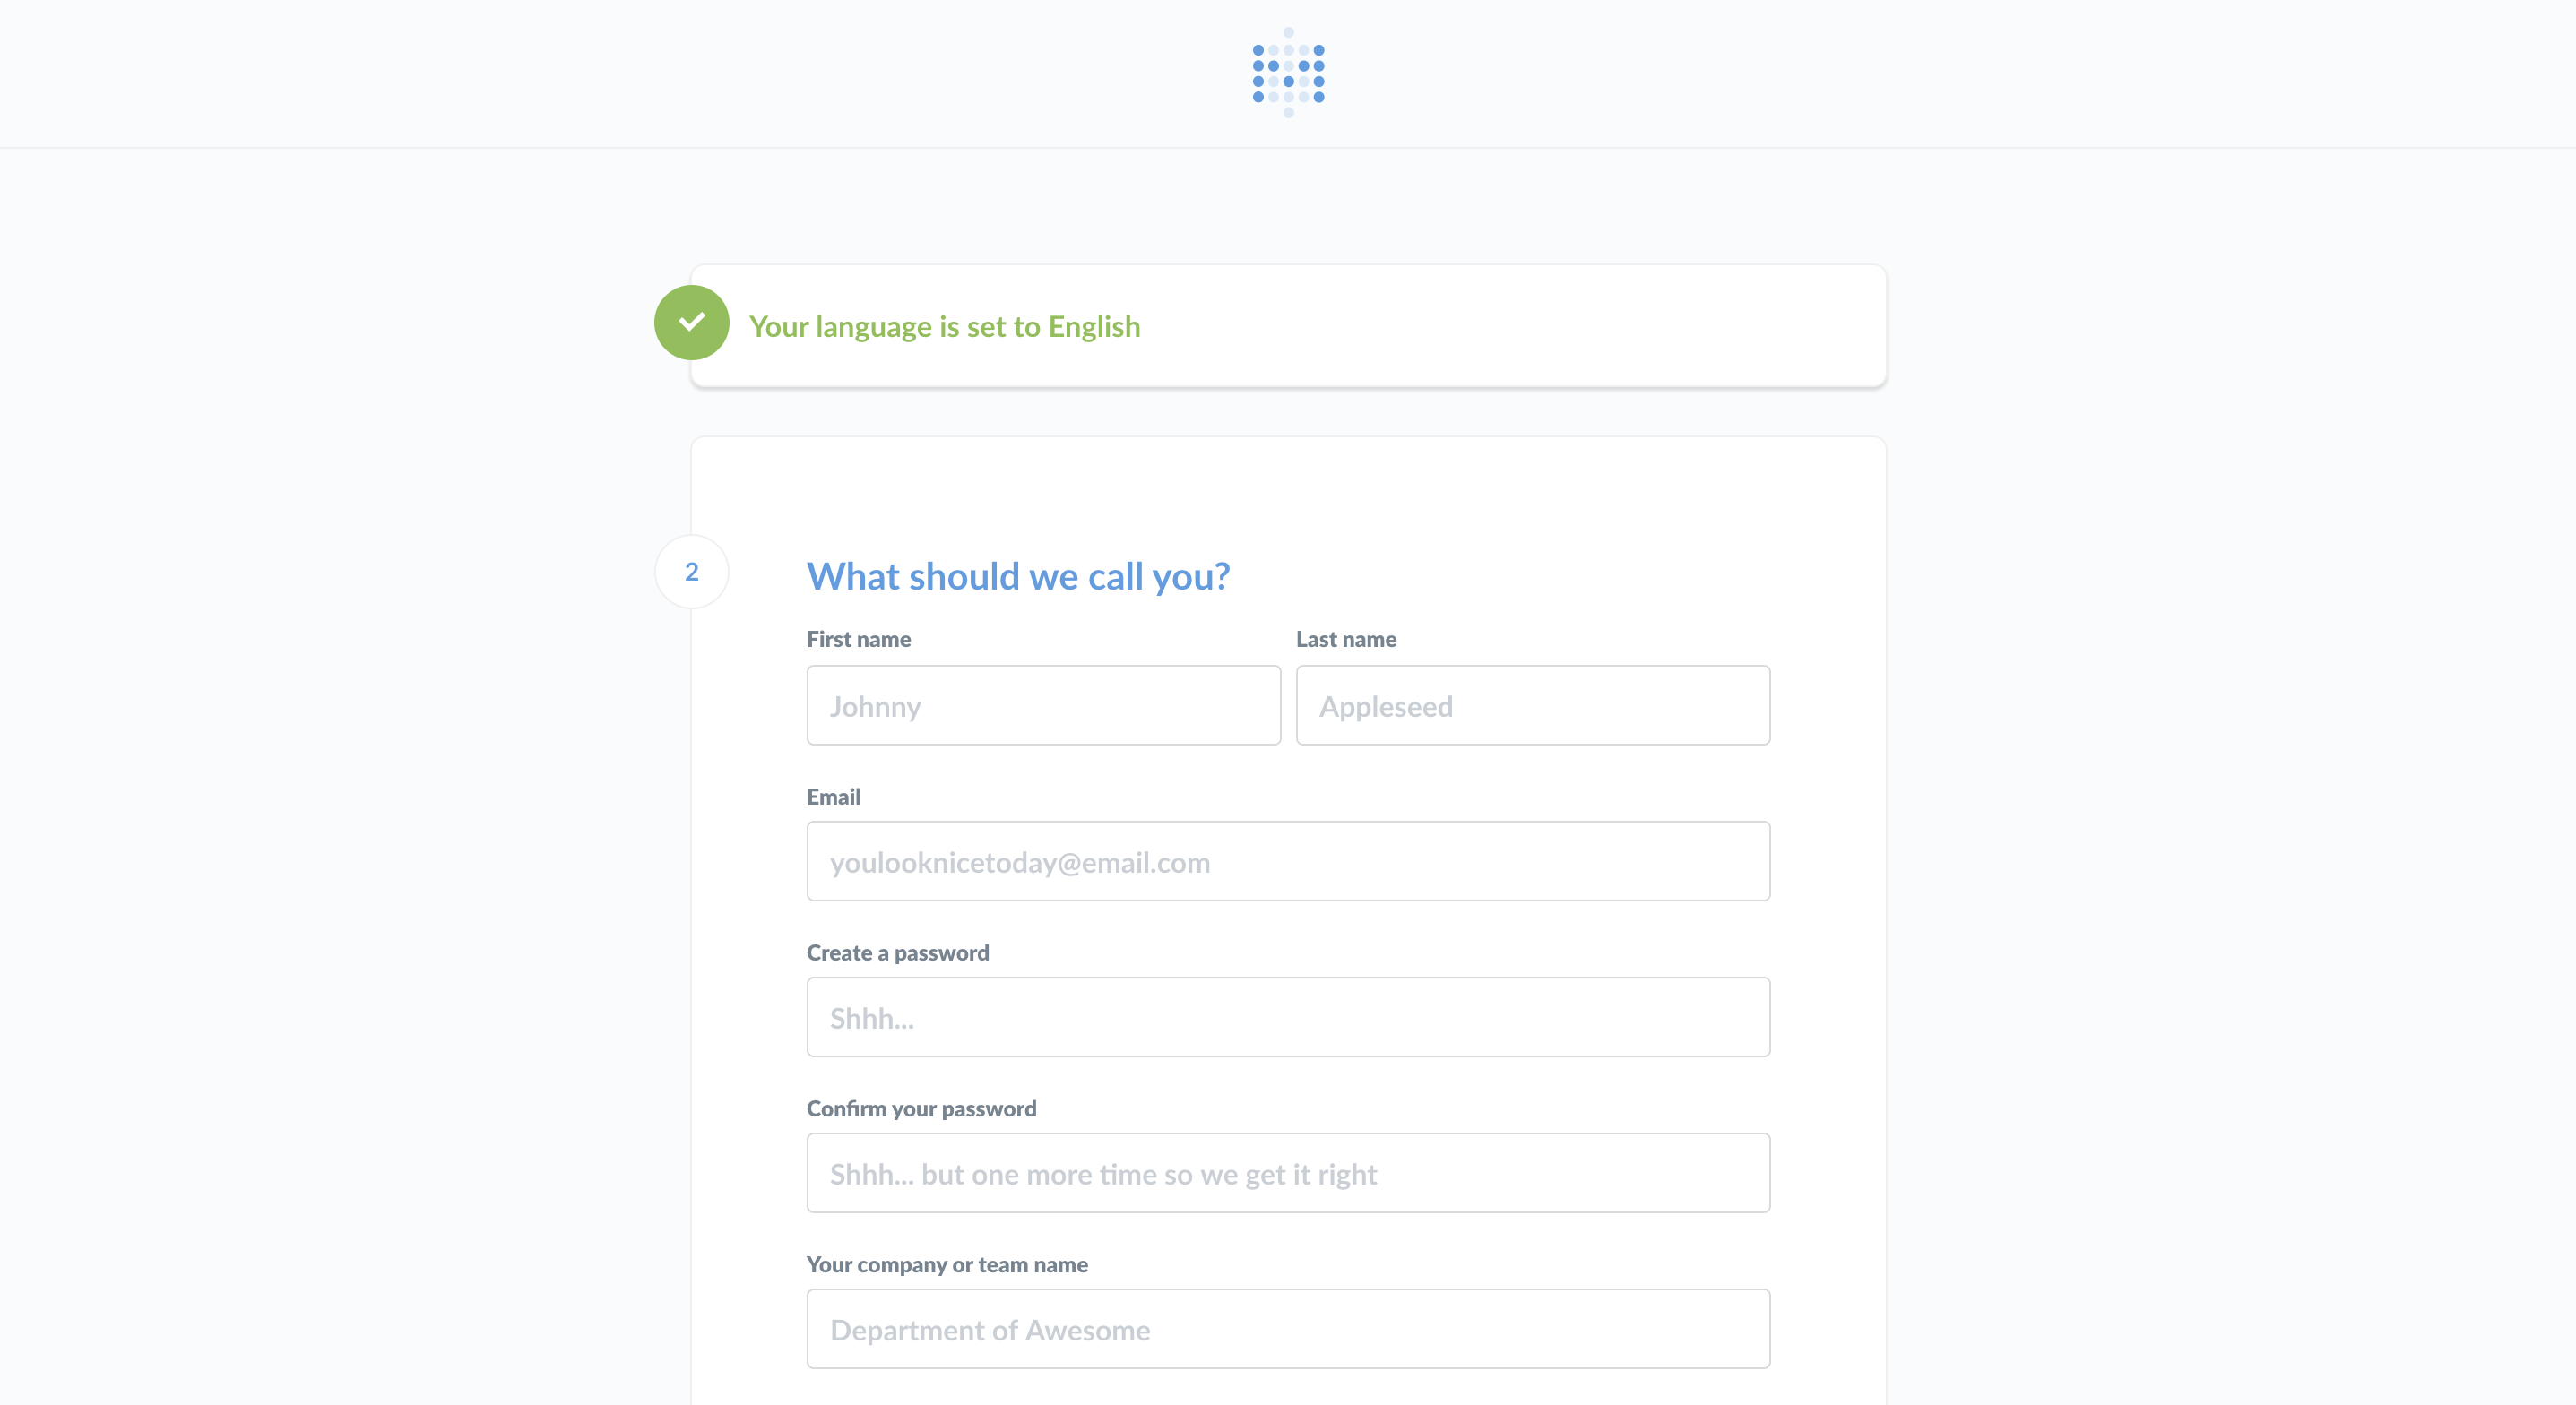 Your language is set to English
2
What should we call you?
First name
Last name
Johnny
Appleseed
Email
youlooknicetoday@email.com
Create a password
Shhh...
Confirm your password
Shhh... but one more time so we get it right
Your company or team name
Department of Awesome